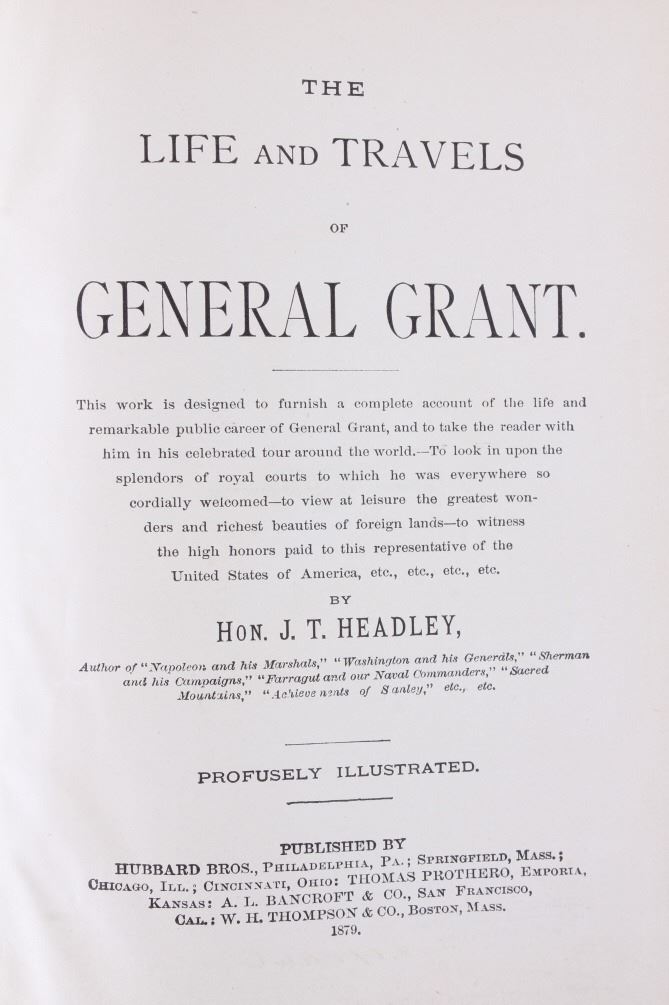 THE
LIFE AND TRAVELS
OF
GENERAL GRANT.
This work is designed to furnish a complete account of the life and
remarkable public career of General Grant, and to take the reader with
him in his celebrated tour around the world.—To look in upon the
splendors of royal courts to which he was everywhere so
cordially welcomed—to view at leisure the greatest won-
ders and richest beauties of foreign lands—to witness
the high honors paid to this representative of the
United States of America, etc., etc., etc., etc.
BY
HON. J. T. HEADLEY,
Author of "Napoleon and his Marshals," "Washington and his Generals," "Sherman
and his Campaigns," "Farragut and our Naval Commanders," "Sacred
Mountains," "Achieve nents of S anley," etc., etc.
PROFUSELY ILLUSTRATED.
PUBLISHED BY
HUBBARD BROS., PHILADELPHIA, PA.; SPRINGFIELD, MASS.;
CHICAGO, ILL.; CINCINNATI, OHIO: THOMAS PROTHERO, EMPORIA,
KANSAS: A. L. BANCROFT & CO., SAN FRANCISCO,
CAL.: W. H. THOMPSON & CO., BOSTON, MASS.
1879.